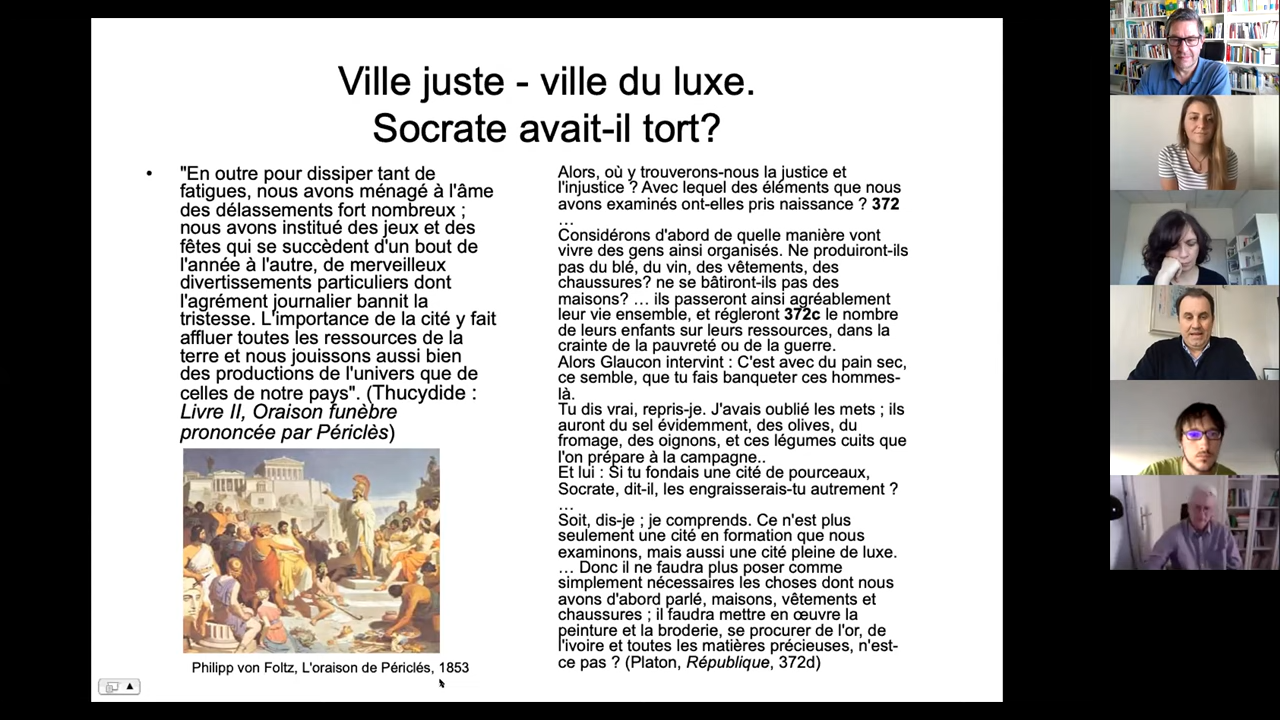 Ville juste - ville du luxe.
Socrate avait-il tort?
• "En outre pour dissiper tant de
fatigues, nous avons ménagé à l'âme
des délassements fort nombreux ;
nous avons institué des jeux et des
fêtes qui se succèdent d'un bout de
l'année à l'autre, de merveilleux
divertissements particuliers dont
l'agrément journalier bannit la
tristesse. L'importance de la cité y fait
affluer toutes les ressources de la
terre et nous jouissons aussi bien
des productions de l'univers que de
celles de notre pays". (Thucydide :
Livre II, Oraison funèbre
prononcée par Périclès)
Philipp von Foltz, L'oraison de Périclés, 1853
Alors, où y trouverons-nous la justice et
l'injustice ? Avec lequel des éléments que nous
avons examinés ont-elles pris naissance ? 372
…
Considérons d'abord de quelle manière vont
vivre des gens ainsi organisés. Ne produiront-ils
pas du blé, du vin, des vêtements, des
chaussures? ne se bâtiront-ils pas des
maisons? … ils passeront ainsi agréablement
leur vie ensemble, et régleront 372c le nombre
de leurs enfants sur leurs ressources, dans la
crainte de la pauvreté ou de la guerre.
Alors Glaucon intervint : C'est avec du pain sec,
ce semble, que tu fais banqueter ces hommes-
là.
Tu dis vrai, repris-je. J'avais oublié les mets ; ils
auront du sel évidemment, des olives, du
fromage, des oignons, et ces légumes cuits que
l'on prépare à la campagne..
Et lui : Si tu fondais une cité de pourceaux,
Socrate, dit-il, les engraisserais-tu autrement ?
…
Soit, dis-je ; je comprends. Ce n'est plus
seulement une cité en formation que nous
examinons, mais aussi une cité pleine de luxe.
… Donc il ne faudra plus poser comme
simplement nécessaires les choses dont nous
avons d'abord parlé, maisons, vêtements et
chaussures ; il faudra mettre en œuvre la
peinture et la broderie, se procurer de l'or, de
l'ivoire et toutes les matières précieuses, n'est-
ce pas ? (Platon, République, 372d)